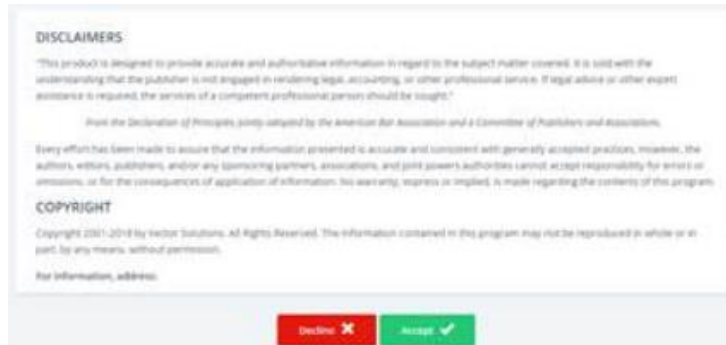 DISCLAIMERS
"This product is designed to provide accurate and authoritative information in regard to the subject matter covered. It is sold with the
understanding that the publisher is not engaged in rendering legal, accounting, or other professional service. If legal advice or other expert
assistance is required, the services of a competent professional person should be sought."
From the Declaration of Principles jointly adopted by the American Bar Association and a Committee of Publishers and Associations.
Every effort has been made to assure that the information presented is accurate and consistent with generally accepted practices. However, the
authors, editors, publishers, and/or any sponsoring partners, associations, and joint powers authorities cannot accept responsibility for errors or
omissions, or for the consequences of application of information. No warranty, express or implied, is made regarding the contents of this program.
COPYRIGHT
Copyright 2001-2018 by Vector Solutions. All Rights Reserved. The information contained in this program may not be reproduced in whole or in
part, by any means, without permission.
For information, address:
Decline
Accept